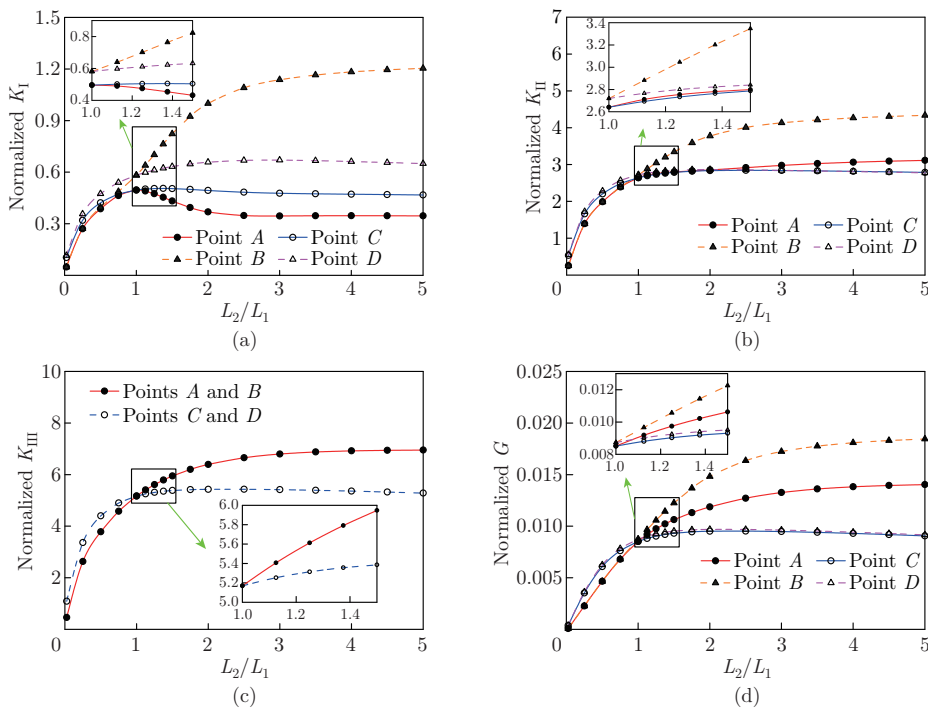 1.5
1.2
0.9
0.6
0.3
0 1 2 3 4 5
Normalized K_I
L_2/L_1
0.8
0.6
0.4
1.0 1.2 1.4
Point A Point C
Point B Point D
(a)
7
6
5
4
3
2
1
0 1 2 3 4 5
Normalized K_II
L_2/L_1
3.4
3.0
2.8
2.6
1.0 1.2 1.4
Point A Point C
Point B Point D
(b)
10
8
6
4
2
0 1 2 3 4 5
Normalized K_III
L_2/L_1
Points A and B
Points C and D
6.0
5.8
5.6
5.4
5.2
5.0
1.0 1.2 1.4
(c)
0.025
0.020
0.015
0.010
0.005
0 1 2 3 4 5
Normalized G
L_2/L_1
0.012
0.010
0.008
1.0 1.2 1.4
Point A Point C
Point B Point D
(d)